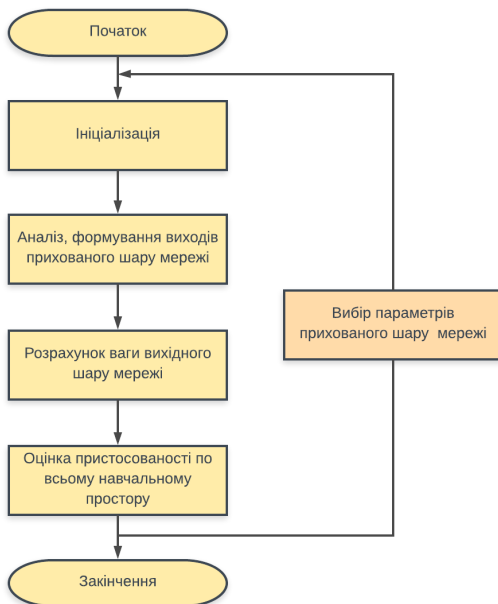 Початок
Ініціалізація
Аналіз, формування виходів
прихованого шару мережі
Розрахунок ваги вихідного
шару мережі
Оцінка пристосованості по
всьому навчальному
простору
Закінчення
Вибір параметрів
прихованого шару мережі